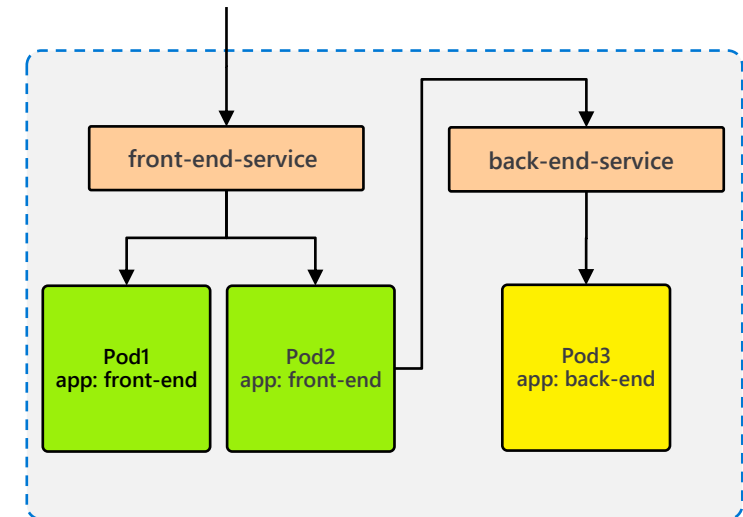 front-end-service
back-end-service
Pod1
app: front-end
Pod2
app: front-end
Pod3
app: back-end